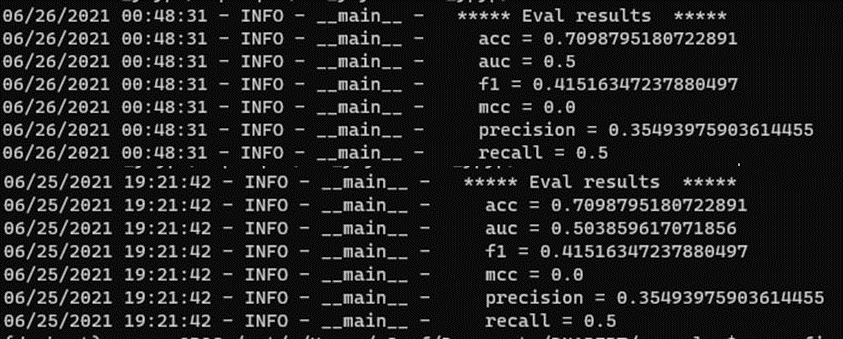 06/26/2021 00:48:31 - INFO - __main__ -   ***** Eval results  *****
06/26/2021 00:48:31 - INFO - __main__ -     acc = 0.7098795180722891
06/26/2021 00:48:31 - INFO - __main__ -     auc = 0.5
06/26/2021 00:48:31 - INFO - __main__ -     f1 = 0.41516347237880497
06/26/2021 00:48:31 - INFO - __main__ -     mcc = 0.0
06/26/2021 00:48:31 - INFO - __main__ -     precision = 0.35493975903614455
06/26/2021 00:48:31 - INFO - __main__ -     recall = 0.5
06/25/2021 19:21:42 - INFO - __main__ -   ***** Eval results  *****
06/25/2021 19:21:42 - INFO - __main__ -     acc = 0.7098795180722891
06/25/2021 19:21:42 - INFO - __main__ -     auc = 0.503859617071856
06/25/2021 19:21:42 - INFO - __main__ -     f1 = 0.41516347237880497
06/25/2021 19:21:42 - INFO - __main__ -     mcc = 0.0
06/25/2021 19:21:42 - INFO - __main__ -     precision = 0.35493975903614455
06/25/2021 19:21:42 - INFO - __main__ -     recall = 0.5